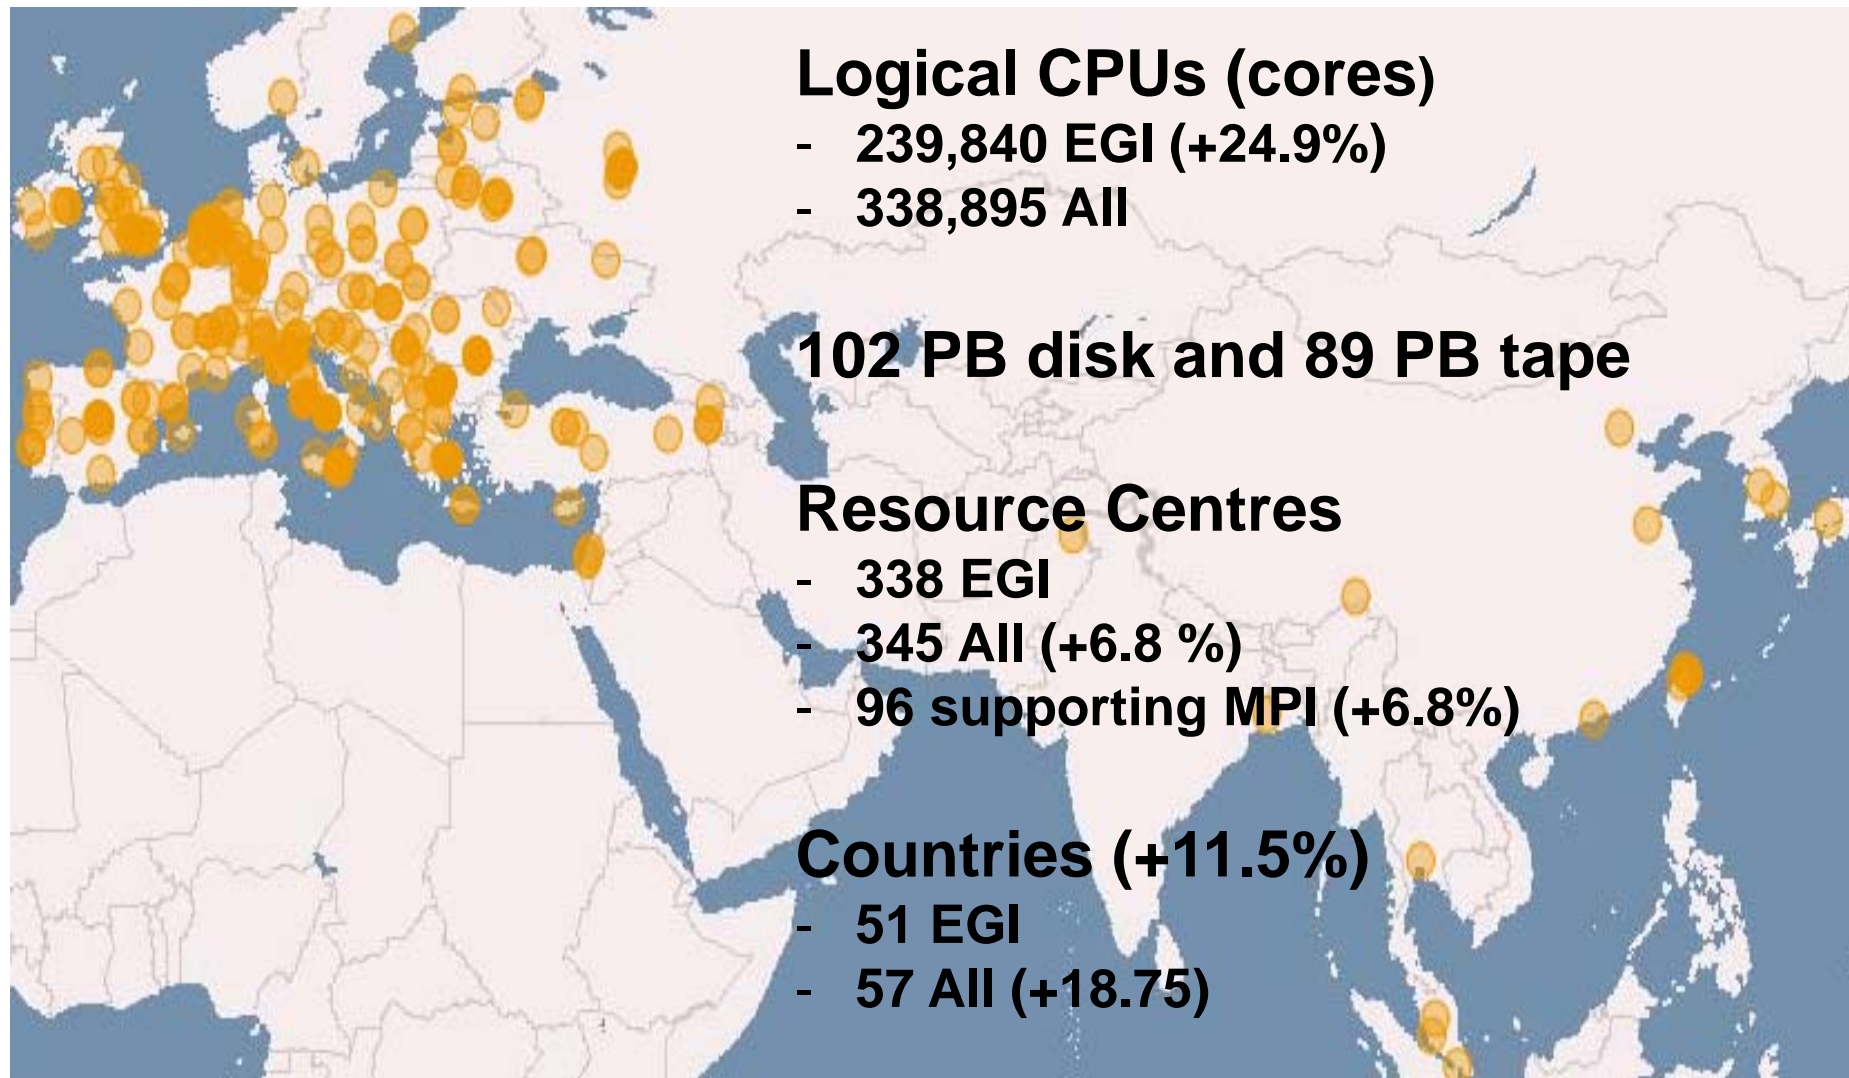 Logical CPUs (cores)
- 239,840 EGI (+24.9%)
- 338,895 All
102 PB disk and 89 PB tape
Resource Centres
- 338 EGI
- 345 All (+6.8 %)
- 96 supporting MPI (+6.8%)
Countries (+11.5%)
- 51 EGI
- 57 All (+18.75)